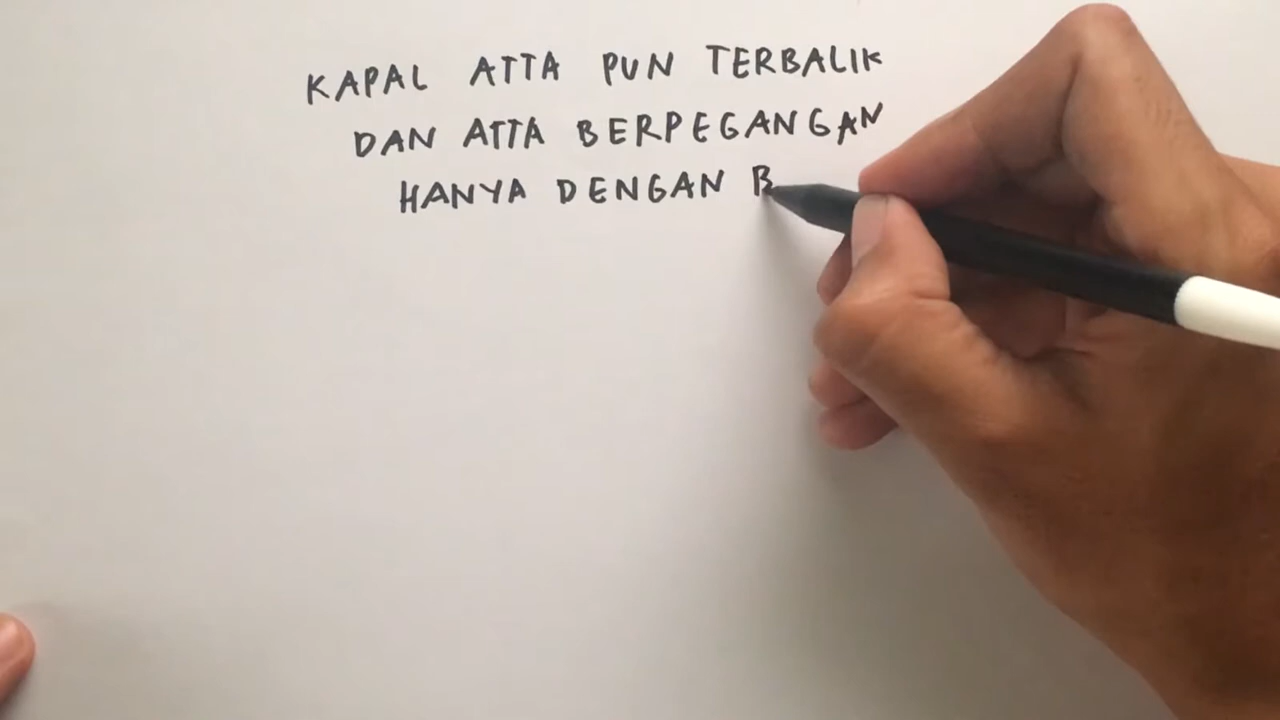 KAPAL ATTA PUN TERBALIK
DAN ATTA BERPEGANGAN
HANYA DENGAN B